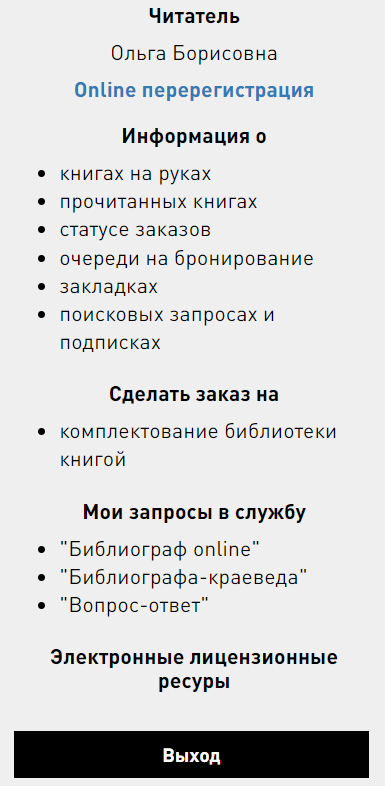 Читатель
Ольга Борисовна
Online перерегистрация
Информация о
книгах на руках
прочитанных книгах
статусе заказов
очереди на бронирование
закладках
поисковых запросах и
подписках
Сделать заказ на
комплектование библиотеки
книгой
Мои запросы в службу
"Библиограф online"
"Библиографа-краеведа"
"Вопрос-ответ"
Электронные лицензионные
ресуры
Выход